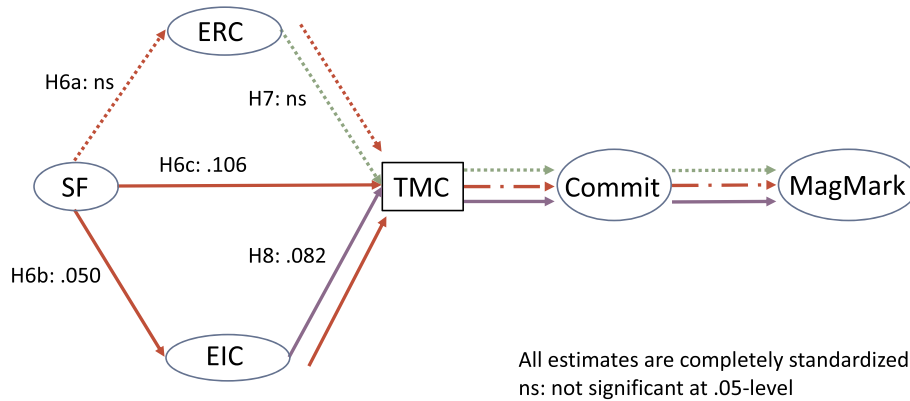 ERC
H6a: ns
H7: ns
H6c: .106
SF
TMC
Commit
MagMark
H6b: .050
H8: .082
EIC
All estimates are completely standardized
ns: not significant at .05-level